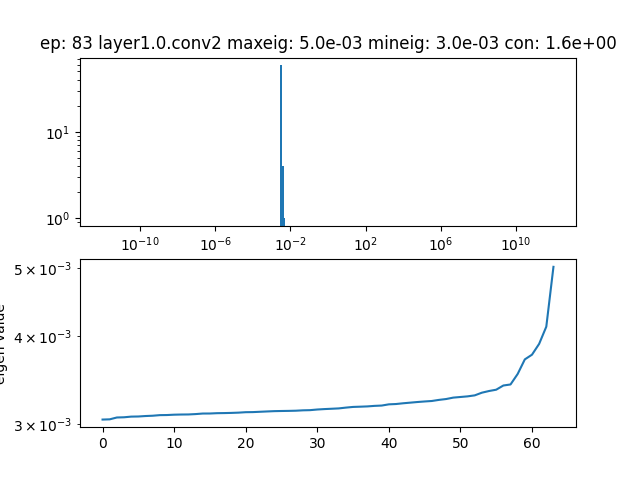 ep: 83 layer1.0.conv2 maxeig: 5.0e-03 mineig: 3.0e-03 con: 1.6e+00
10¹
10⁰
10⁻¹⁰ 10⁻⁶ 10⁻² 10² 10⁶ 10¹⁰
5 × 10⁻³
4 × 10⁻³
3 × 10⁻³
eigen value
0 10 20 30 40 50 60